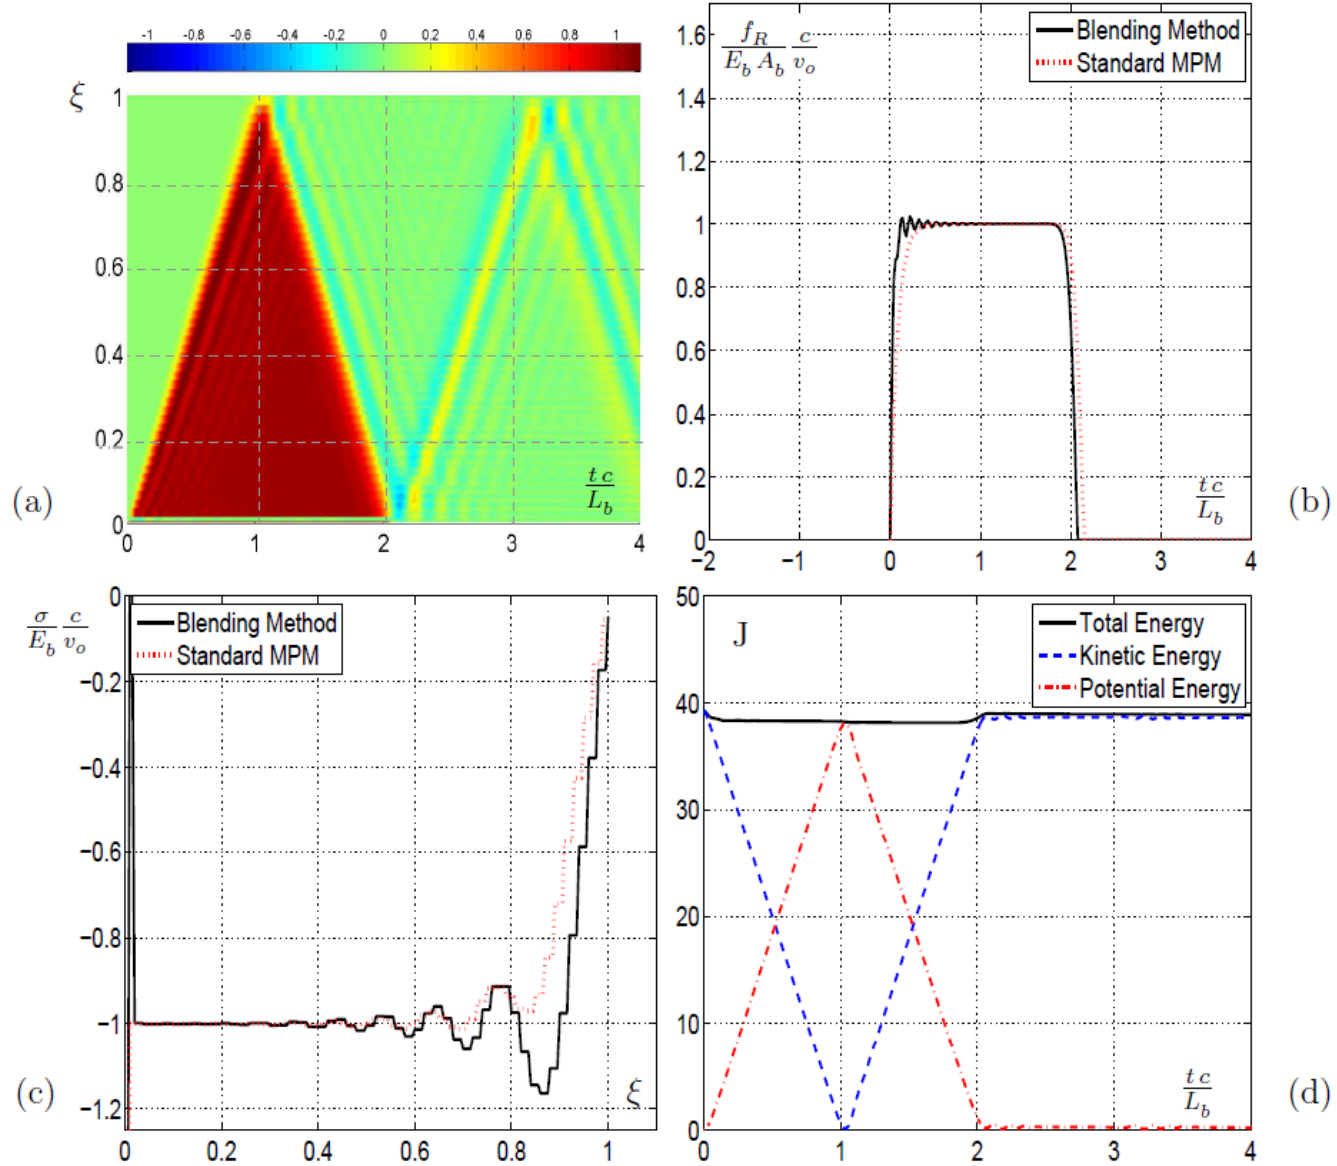 (a)
-1 -0.8 -0.6 -0.4 -0.2 0 0.2 0.4 0.6 0.8 1
ξ
1
0.8
0.6
0.4
0.2
0
t c
L_b
0 1 2 3 4
(b)
f_R c
E_b A_b v_o
Blending Method
Standard MPM
1.6
1.4
1.2
1
0.8
0.6
0.4
0.2
0
t c
L_b
−2 −1 0 1 2 3 4
(c)
σ c
E_b v_o
Blending Method
Standard MPM
0
−0.2
−0.4
−0.6
−0.8
−1
−1.2
ξ
0 0.2 0.4 0.6 0.8 1
(d)
J
Total Energy
Kinetic Energy
Potential Energy
50
40
30
20
10
0
t c
L_b
0 1 2 3 4